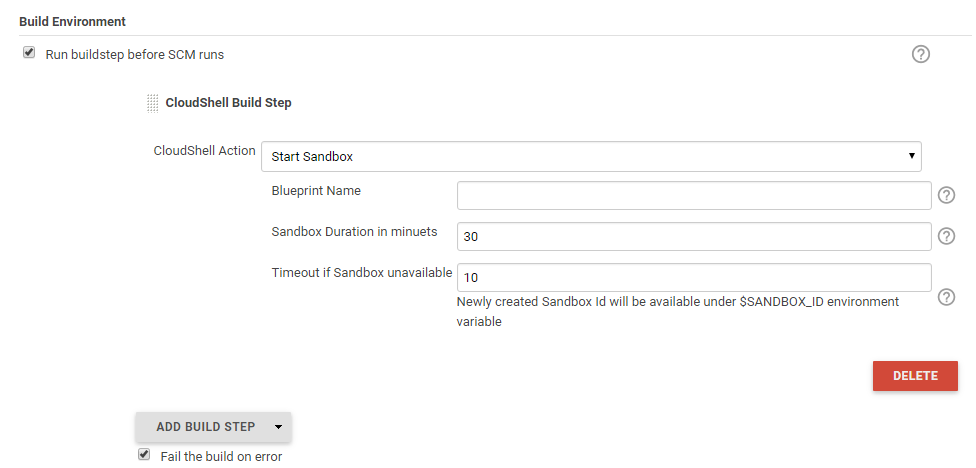 Build Environment
Run buildstep before SCM runs
CloudShell Build Step
CloudShell Action
Start Sandbox
Blueprint Name
Sandbox Duration in minuets
30
Timeout if Sandbox unavailable
10
Newly created Sandbox Id will be available under $SANDBOX_ID environment
variable
DELETE
ADD BUILD STEP
Fail the build on error